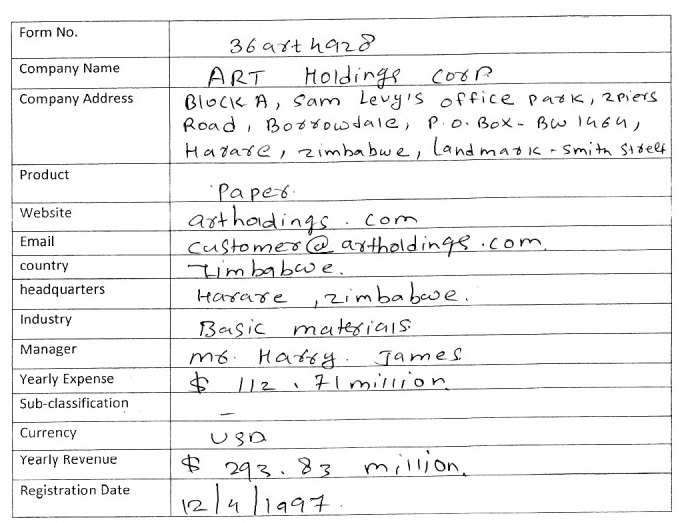 Form No. 36arth928
Company Name ART Holdings corp
Company Address Block A, Sam Levy's office park, 2piers
Road, Borrowdale, P.O.Box- BW 1464,
Harare, zimbabwe, Landmark - Smith Street
Product Paper.
Website arthodings.com
Email customer@artholdings.com.
country Zimbabwe.
headquarters Harare, zimbabwe.
Industry Basic materials.
Manager mr. Harry. James
Yearly Expense $ 112.71million.
Sub-classification –
Currency USD
Yearly Revenue $ 293.83 million.
Registration Date 12/4/1997.